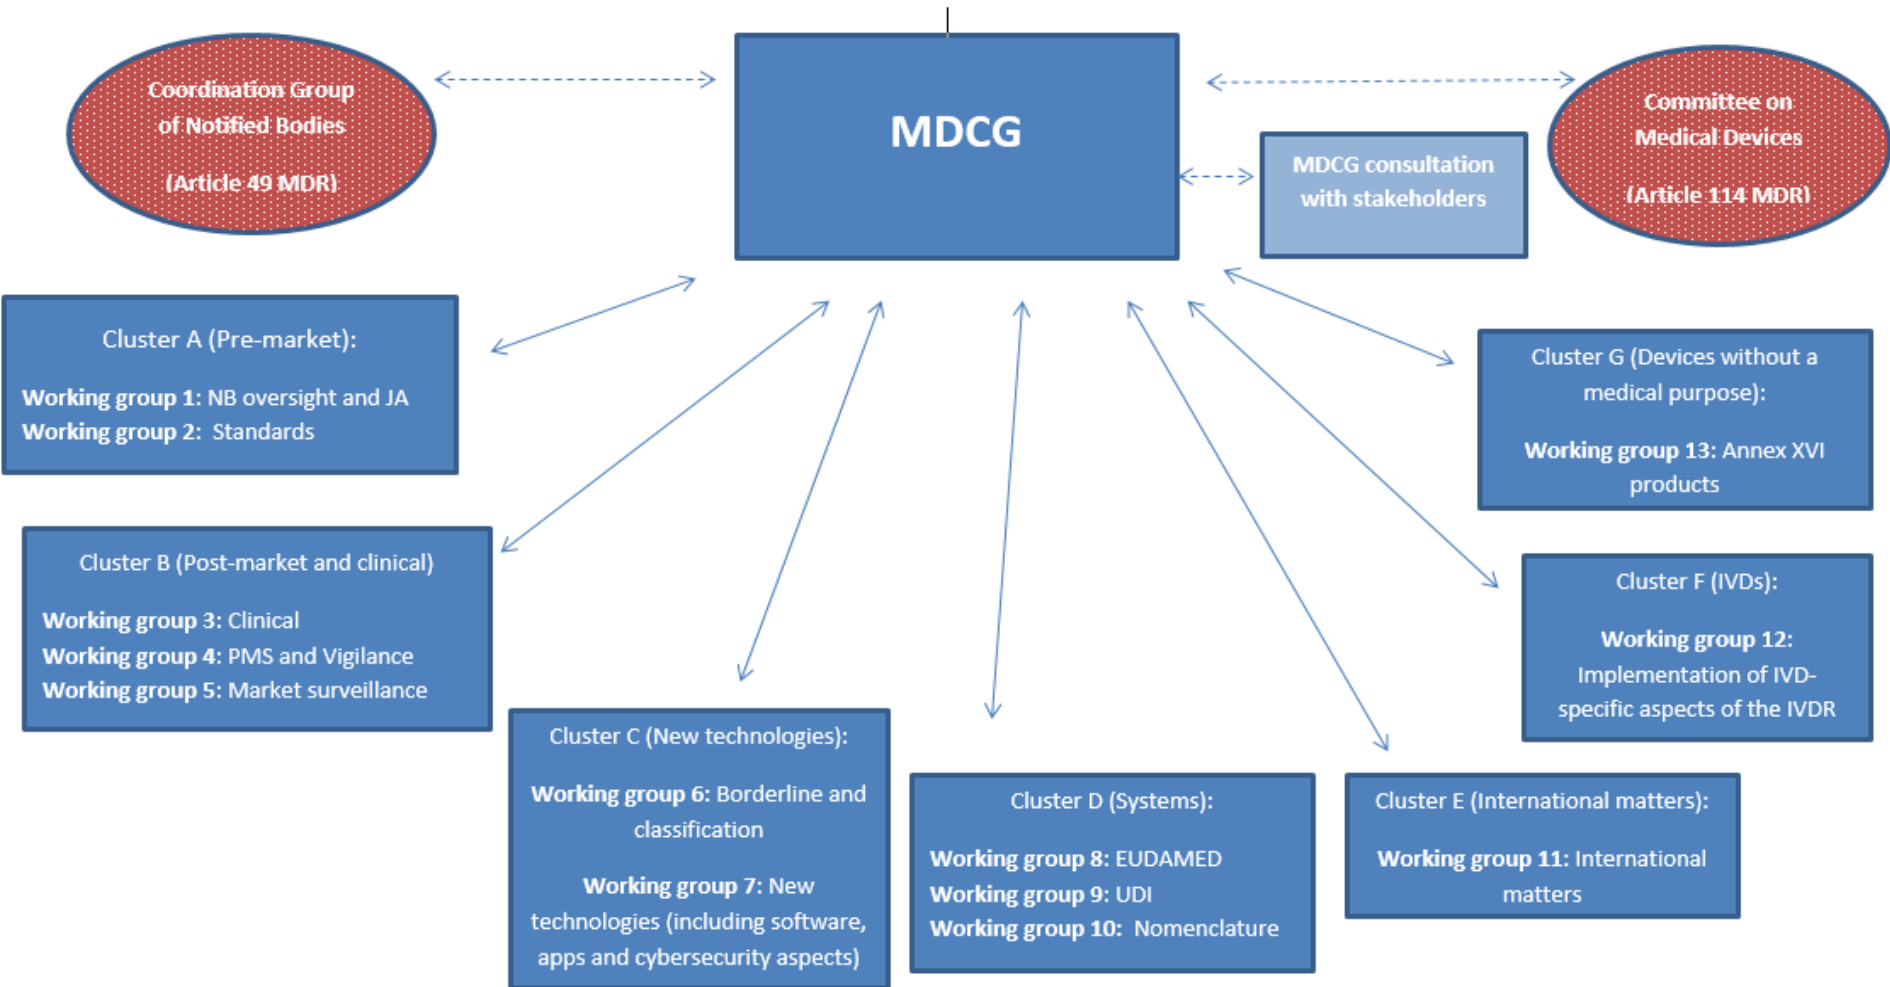 Coordination Group
of Notified Bodies
(Article 49 MDR)
MDCG
MDCG consultation
with stakeholders
Committee on
Medical Devices
(Article 114 MDR)
Cluster A (Pre-market):
Working group 1: NB oversight and JA
Working group 2: Standards
Cluster B (Post-market and clinical)
Working group 3: Clinical
Working group 4: PMS and Vigilance
Working group 5: Market surveillance
Cluster C (New technologies):
Working group 6: Borderline and
classification
Working group 7: New
technologies (including software,
apps and cybersecurity aspects)
Cluster D (Systems):
Working group 8: EUDAMED
Working group 9: UDI
Working group 10: Nomenclature
Cluster E (International matters):
Working group 11: International
matters
Cluster F (IVDs):
Working group 12:
Implementation of IVD-
specific aspects of the IVDR
Cluster G (Devices without a
medical purpose):
Working group 13: Annex XVI
products